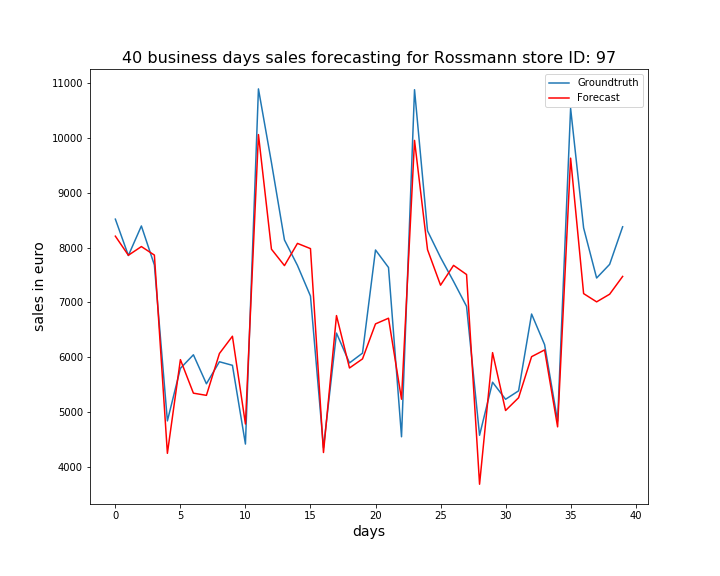 40 business days sales forecasting for Rossmann store ID: 97
Groundtruth
Forecast
11000
10000
9000
8000
7000
6000
5000
4000
sales in euro
0 5 10 15 20 25 30 35 40
days